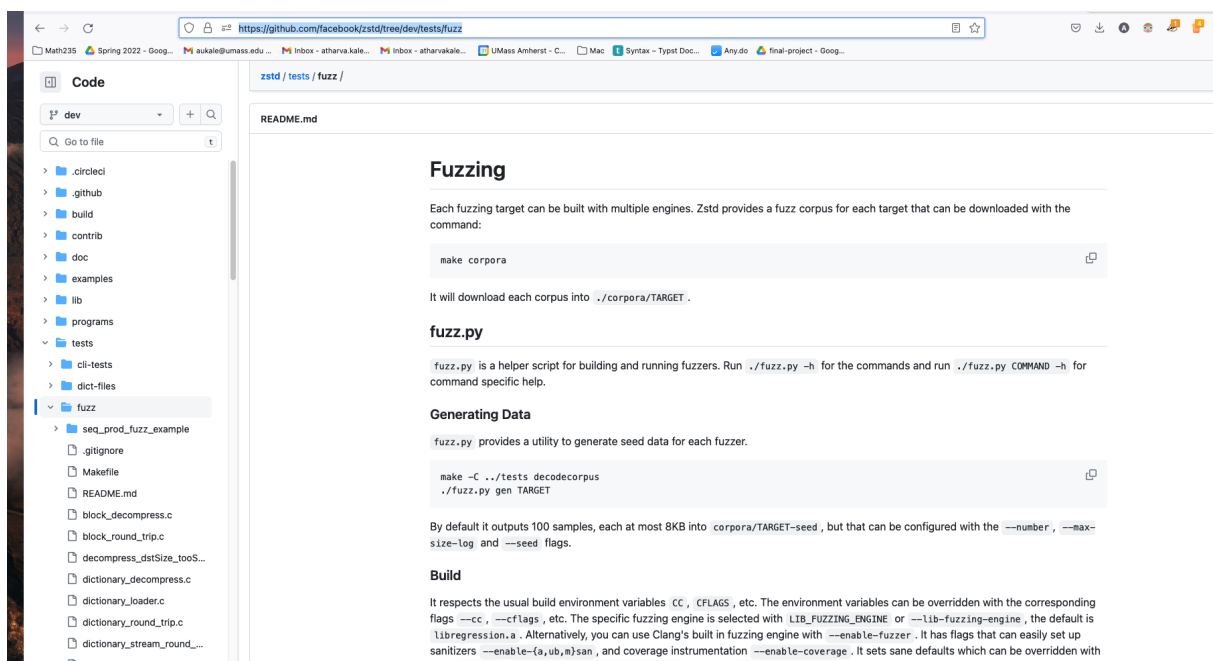 https://github.com/facebook/zstd/tree/dev/tests/fuzz
Math235
Spring 2022 - Goog...
aukale@umass.edu ...
Inbox - atharva.kale...
Inbox - atharvakale...
UMass Amherst - C...
Mac
Syntax – Typst Doc...
Any.do
final-project - Goog...
Code
zstd / tests / fuzz /
dev
Go to file
t
README.md
.circleci
.github
build
contrib
doc
examples
lib
programs
tests
cli-tests
dict-files
fuzz
seq_prod_fuzz_example
.gitignore
Makefile
README.md
block_decompress.c
block_round_trip.c
decompress_dstSize_tooS...
dictionary_decompress.c
dictionary_loader.c
dictionary_round_trip.c
dictionary_stream_round_...
Fuzzing
Each fuzzing target can be built with multiple engines. Zstd provides a fuzz corpus for each target that can be downloaded with the
command:
make corpora
It will download each corpus into ./corpora/TARGET .
fuzz.py
fuzz.py is a helper script for building and running fuzzers. Run ./fuzz.py -h for the commands and run ./fuzz.py COMMAND -h for
command specific help.
Generating Data
fuzz.py provides a utility to generate seed data for each fuzzer.
make -C ../tests decodecorpus
./fuzz.py gen TARGET
By default it outputs 100 samples, each at most 8KB into corpora/TARGET-seed , but that can be configured with the --number , --max-
size-log and --seed flags.
Build
It respects the usual build environment variables CC , CFLAGS , etc. The environment variables can be overridden with the corresponding
flags --cc , --cflags , etc. The specific fuzzing engine is selected with LIB_FUZZING_ENGINE or --lib-fuzzing-engine , the default is
libregression.a . Alternatively, you can use Clang's built in fuzzing engine with --enable-fuzzer . It has flags that can easily set up
sanitizers --enable-{a,ub,m}san , and coverage instrumentation --enable-coverage . It sets sane defaults which can be overridden with